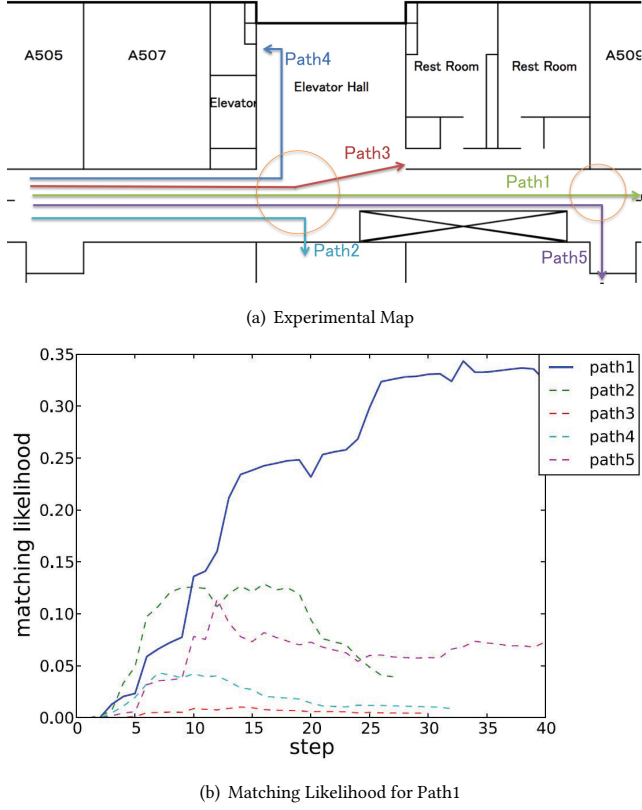 A505
A507
Path4
Elevator
Elevator Hall
Rest Room
Rest Room
A509
Path3
Path1
Path2
Path5
(a) Experimental Map
0.35
0.30
0.25
0.20
0.15
0.10
0.05
0.00
matching likelihood
path1
path2
path3
path4
path5
0 5 10 15 20 25 30 35 40
step
(b) Matching Likelihood for Path1